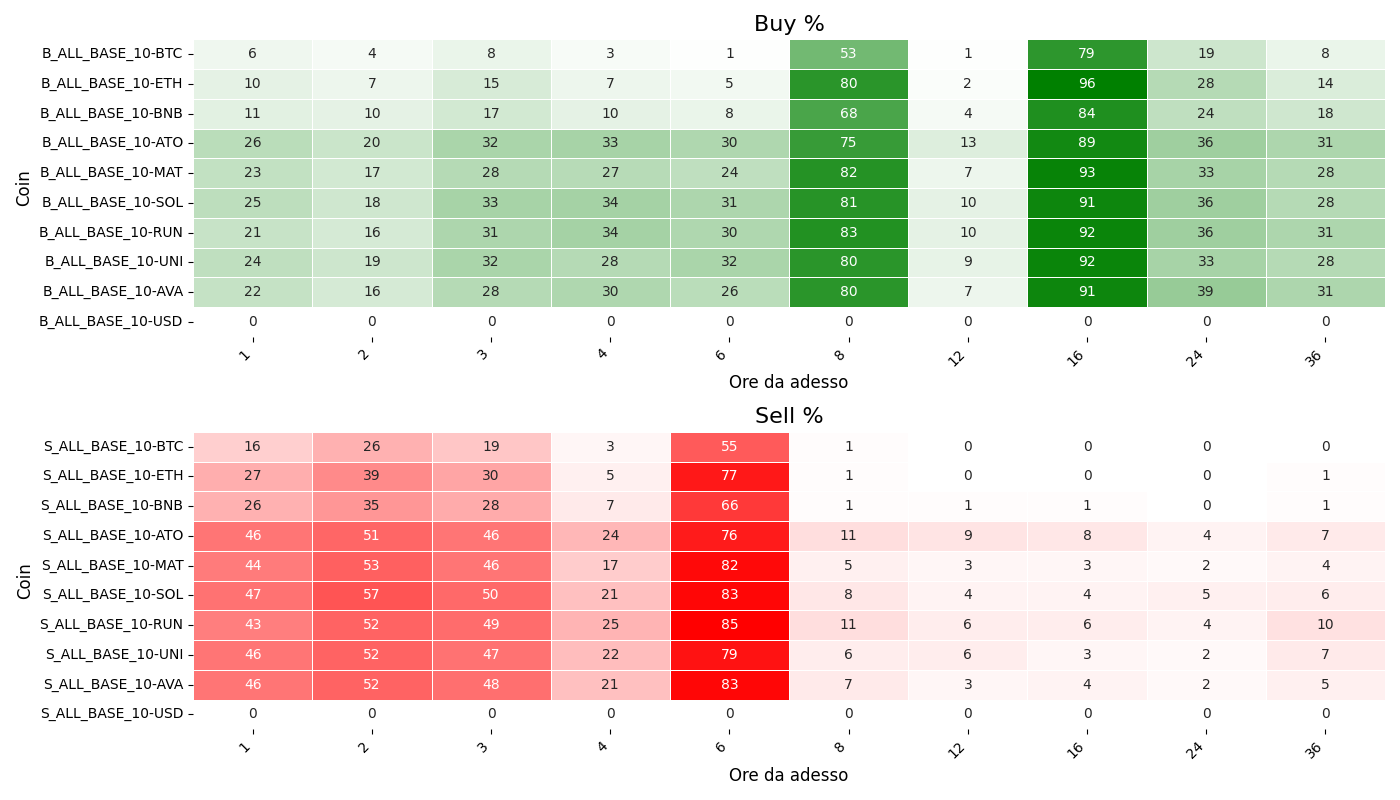 Buy %
Coin
B_ALL_BASE_10-BTC 6 4 8 3 1 53 1 79 19 8
B_ALL_BASE_10-ETH 10 7 15 7 5 80 2 96 28 14
B_ALL_BASE_10-BNB 11 10 17 10 8 68 4 84 24 18
B_ALL_BASE_10-ATO 26 20 32 33 30 75 13 89 36 31
B_ALL_BASE_10-MAT 23 17 28 27 24 82 7 93 33 28
B_ALL_BASE_10-SOL 25 18 33 34 31 81 10 91 36 28
B_ALL_BASE_10-RUN 21 16 31 34 30 83 10 92 36 31
B_ALL_BASE_10-UNI 24 19 32 28 32 80 9 92 33 28
B_ALL_BASE_10-AVA 22 16 28 30 26 80 7 91 39 31
B_ALL_BASE_10-USD 0 0 0 0 0 0 0 0 0 0
1 2 3 4 6 8 12 16 24 36
Ore da adesso
Sell %
Coin
S_ALL_BASE_10-BTC 16 26 19 3 55 1 0 0 0 0
S_ALL_BASE_10-ETH 27 39 30 5 77 1 0 0 0 1
S_ALL_BASE_10-BNB 26 35 28 7 66 1 1 1 0 1
S_ALL_BASE_10-ATO 46 51 46 24 76 11 9 8 4 7
S_ALL_BASE_10-MAT 44 53 46 17 82 5 3 3 2 4
S_ALL_BASE_10-SOL 47 57 50 21 83 8 4 4 5 6
S_ALL_BASE_10-RUN 43 52 49 25 85 11 6 6 4 10
S_ALL_BASE_10-UNI 46 52 47 22 79 6 6 3 2 7
S_ALL_BASE_10-AVA 46 52 48 21 83 7 3 4 2 5
S_ALL_BASE_10-USD 0 0 0 0 0 0 0 0 0 0
1 2 3 4 6 8 12 16 24 36
Ore da adesso